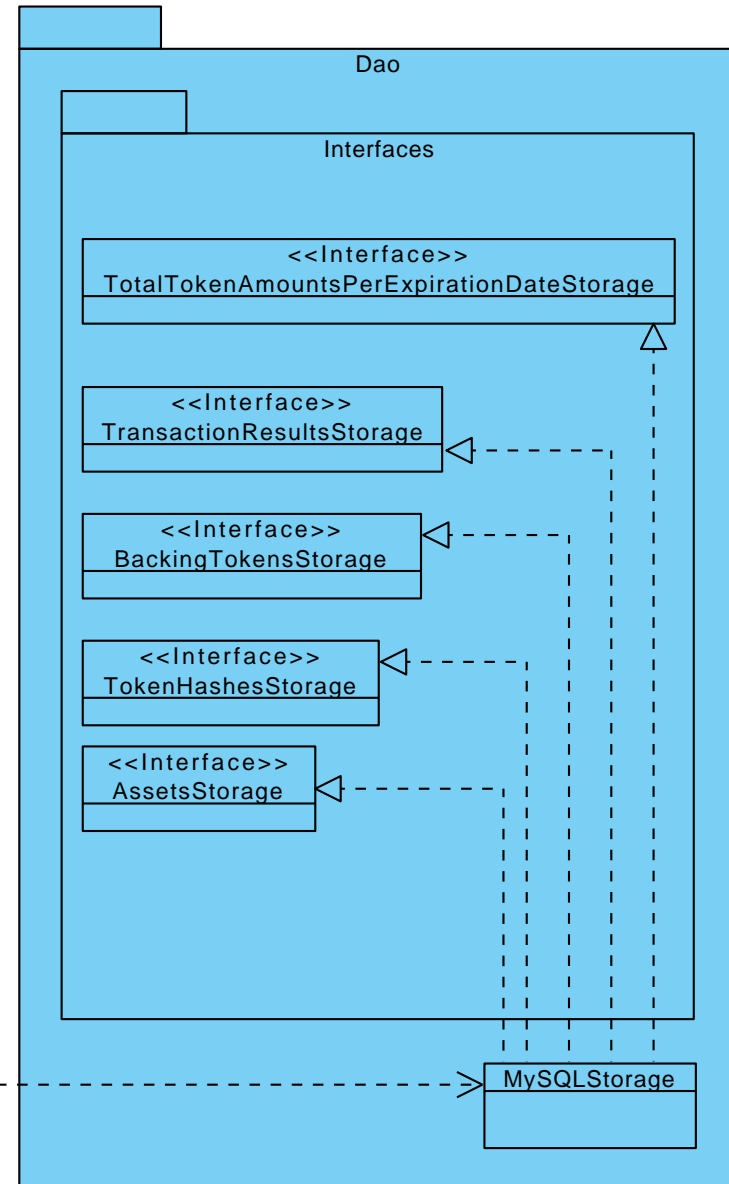 Dao
Interfaces
<<Interface>>
TotalTokenAmountsPerExpirationDateStorage
<<Interface>>
TransactionResultsStorage
<<Interface>>
BackingTokensStorage
<<Interface>>
TokenHashesStorage
<<Interface>>
AssetsStorage
MySQLStorage